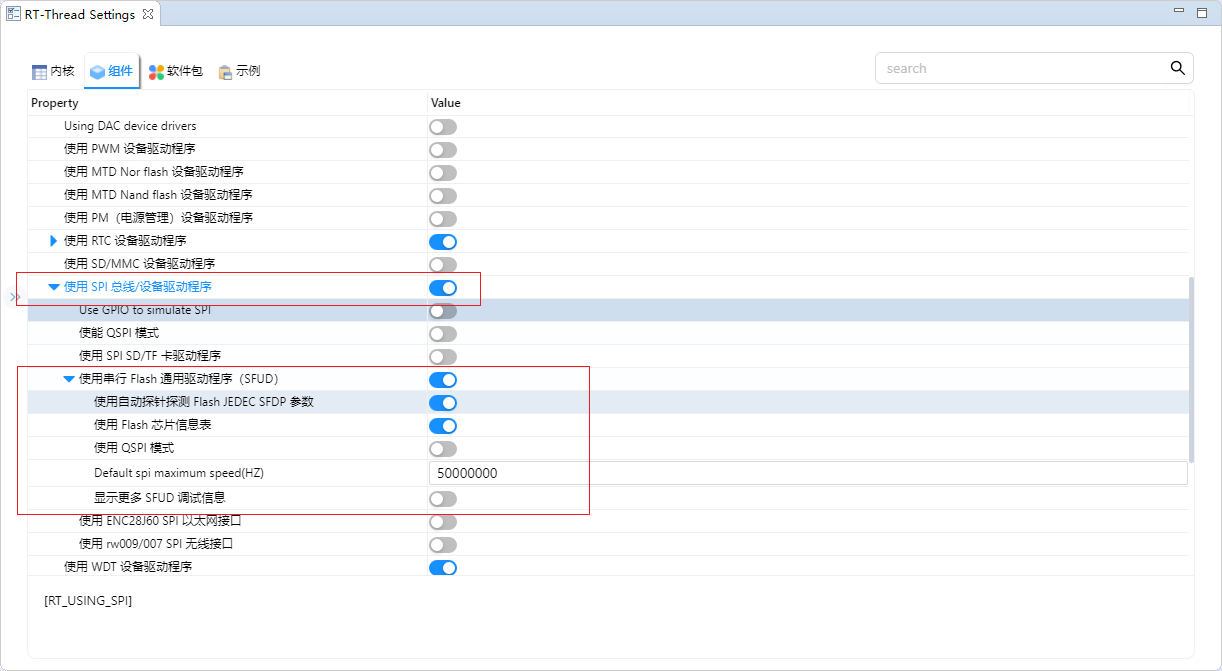 RT-Thread Settings
内核 组件 软件包 示例 search
Property Value
Using DAC device drivers
使用 PWM 设备驱动程序
使用 MTD Nor flash 设备驱动程序
使用 MTD Nand flash 设备驱动程序
使用 PM（电源管理）设备驱动程序
使用 RTC 设备驱动程序
使用 SD/MMC 设备驱动程序
使用 SPI 总线/设备驱动程序
Use GPIO to simulate SPI
使能 QSPI 模式
使用 SPI SD/TF 卡驱动程序
使用串行 Flash 通用驱动程序（SFUD）
使用自动探针探测 Flash JEDEC SFDP 参数
使用 Flash 芯片信息表
使用 QSPI 模式
Default spi maximum speed(HZ) 50000000
显示更多 SFUD 调试信息
使用 ENC28J60 SPI 以太网接口
使用 rw009/007 SPI 无线接口
使用 WDT 设备驱动程序
[RT_USING_SPI]